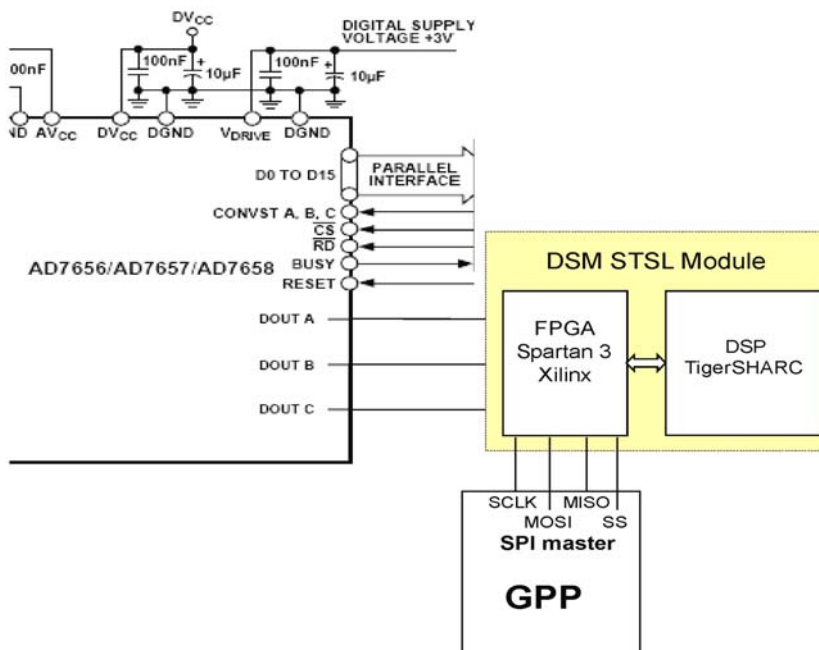 DVCC
DIGITAL SUPPLY
VOLTAGE +3V
00nF
100nF
+
10µF
100nF
+
10µF
ND AVCC DVCC DGND VDRIVE DGND
D0 TO D15
PARALLEL
INTERFACE
CONVST A, B, C
CS
RD
AD7656/AD7657/AD7658
BUSY
RESET
DOUT A
DOUT B
DOUT C
DSM STSL Module
FPGA
Spartan 3
Xilinx
DSP
TigerSHARC
SCLK MISO
MOSI SS
SPI master
GPP